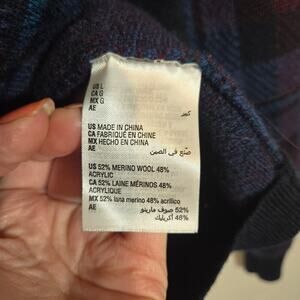 US L
CA G
MX G
AE كبير
US MADE IN CHINA
CA FABRIQUÉ EN CHINE
MX HECHO EN CHINA
AE صنع في الصين
US 52% MERINO WOOL 48%
ACRYLIC
CA 52% LAINE MÉRINOS 48%
ACRYLIQUE
MX 52% lana merino 48% acrílico
AE 52% صوف مارينو
48% أكريليك